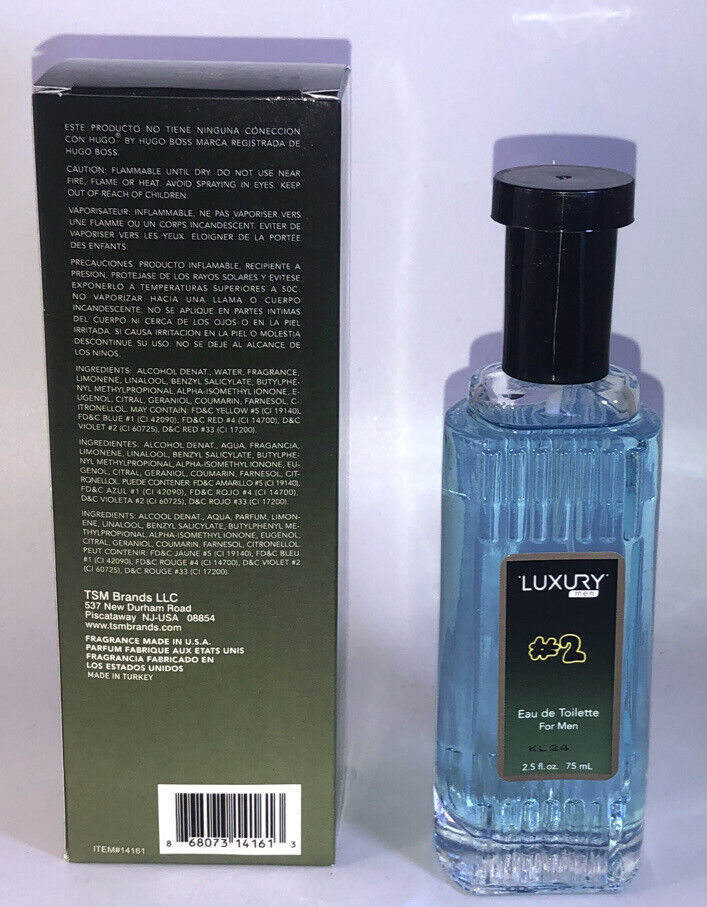 ESTE PRODUCTO NO TIENE NINGUNA CONECCION
CON HUGO® BY HUGO BOSS MARCA REGISTRADA DE
HUGO BOSS.
CAUTION: FLAMMABLE UNTIL DRY. DO NOT USE NEAR
FIRE, FLAME OR HEAT. AVOID SPRAYING IN EYES. KEEP
OUT OF REACH OF CHILDREN.
VAPORISATEUR: INFLAMMABLE, NE PAS VAPORISER VERS
UNE FLAMME OU UN CORPS INCANDESCENT. EVITER DE
VAPORISER VERS LES YEUX. ELOIGNER DE LA PORTÉE
DES ENFANTS.
PRECAUCIONES: PRODUCTO INFLAMABLE, RECIPIENTE A
PRESION. PROTEJASE DE LOS RAYOS SOLARES Y EVITESE
EXPONERLO A TEMPERATURAS SUPERIORES A 50C.
NO VAPORIZAR HACIA UNA LLAMA O CUERPO
INCANDESCENTE. NO SE APLIQUE EN PARTES INTIMAS
DEL CUERPO NI CERCA DE LOS OJOS O EN LA PIEL
IRRITADA. SI CAUSA IRRITACION EN LA PIEL O MOLESTIA
DESCONTINUE SU USO. NO SE DEJE AL ALCANCE DE
LOS NINOS.
INGREDIENTS: ALCOHOL DENAT., WATER, FRAGRANCE,
LIMONENE, LINALOOL, BENZYL SALICYLATE, BUTYLPHE-
NYL METHYLPROPIONAL, ALPHA-ISOMETHYL IONONE, E-
UGENOL, CITRAL, GERANIOL, COUMARIN, FARNESOL, C-
ITRONELLOL. MAY CONTAIN: FD&C YELLOW #5 (CI 19140),
FD&C BLUE #1 (CI 42090), FD&C RED #4 (CI 14700), D&C
VIOLET #2 (CI 60725), D&C RED #33 (CI 17200).
INGREDIENTES: ALCOHOL DENAT., AGUA, FRAGANCIA,
LIMONENE, LINALOOL, BENZYL SALICYLATE, BUTYLPHE-
NYL METHYLPROPIONAL, ALPHA-ISOMETHYL IONONE, EU-
GENOL, CITRAL, GERANIOL, COUMARIN, FARNESOL, CIT-
RONELLOL. PUEDE CONTENER: FD&C AMARILLO #5 (CI 19140),
FD&C AZUL #1 (CI 42090), FD&C ROJO #4 (CI 14700),
D&C VIOLETA #2 (CI 60725), D&C ROJO #33 (CI 17200).
INGRÉDIENTS: ALCOOL DENAT., AQUA, PARFUM, LIMON-
ENE, LINALOOL, BENZYL SALICYLATE, BUTYLPHENYL ME-
THYLPROPIONAL, ALPHA-ISOMETHYL IONONE, EUGENOL,
CITRAL, GERANIOL, COUMARIN, FARNESOL, CITRONELLOL
PEUT CONTENIR: FD&C JAUNE #5 (CI 19140), FD&C BLEU
#1 (CI 42090), FD&C ROUGE #4 (CI 14700), D&C VIOLET #2
(CI 60725), D&C ROUGE #33 (CI 17200).
TSM Brands LLC
537 New Durham Road
Piscataway NJ-USA 08854
www.tsmbrands.com
FRAGRANCE MADE IN U.S.A.
PARFUM FABRIQUE AUX ETATS UNIS
FRAGANCIA FABRICADO EN
LOS ESTADOS UNIDOS
MADE IN TURKEY
8 68073 14161 3
ITEM#14161
LUXURY
men
#2
Eau de Toilette
For Men
KL24
2.5 fl.oz. 75 mL